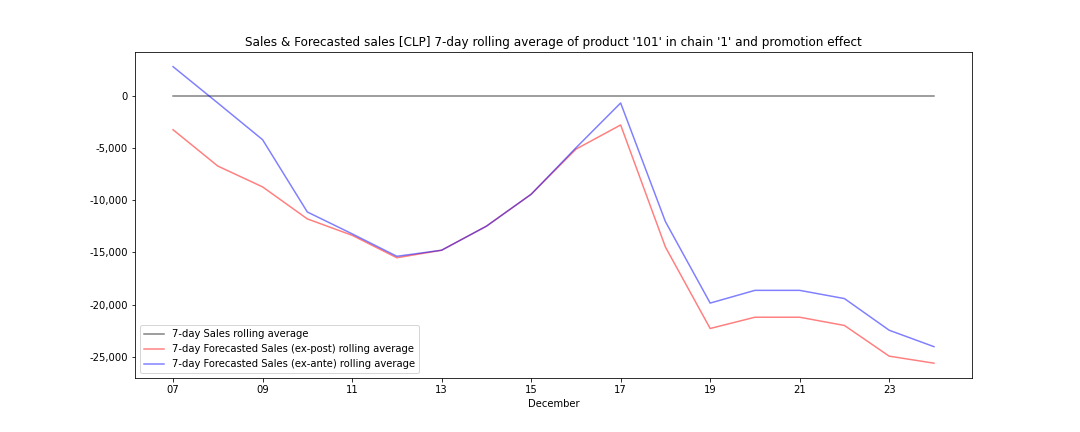 Sales & Forecasted sales [CLP] 7-day rolling average of product '101' in chain '1' and promotion effect
0
-5,000
-10,000
-15,000
-20,000
-25,000
7-day Sales rolling average
7-day Forecasted Sales (ex-post) rolling average
7-day Forecasted Sales (ex-ante) rolling average
07 09 11 13 15 17 19 21 23
December